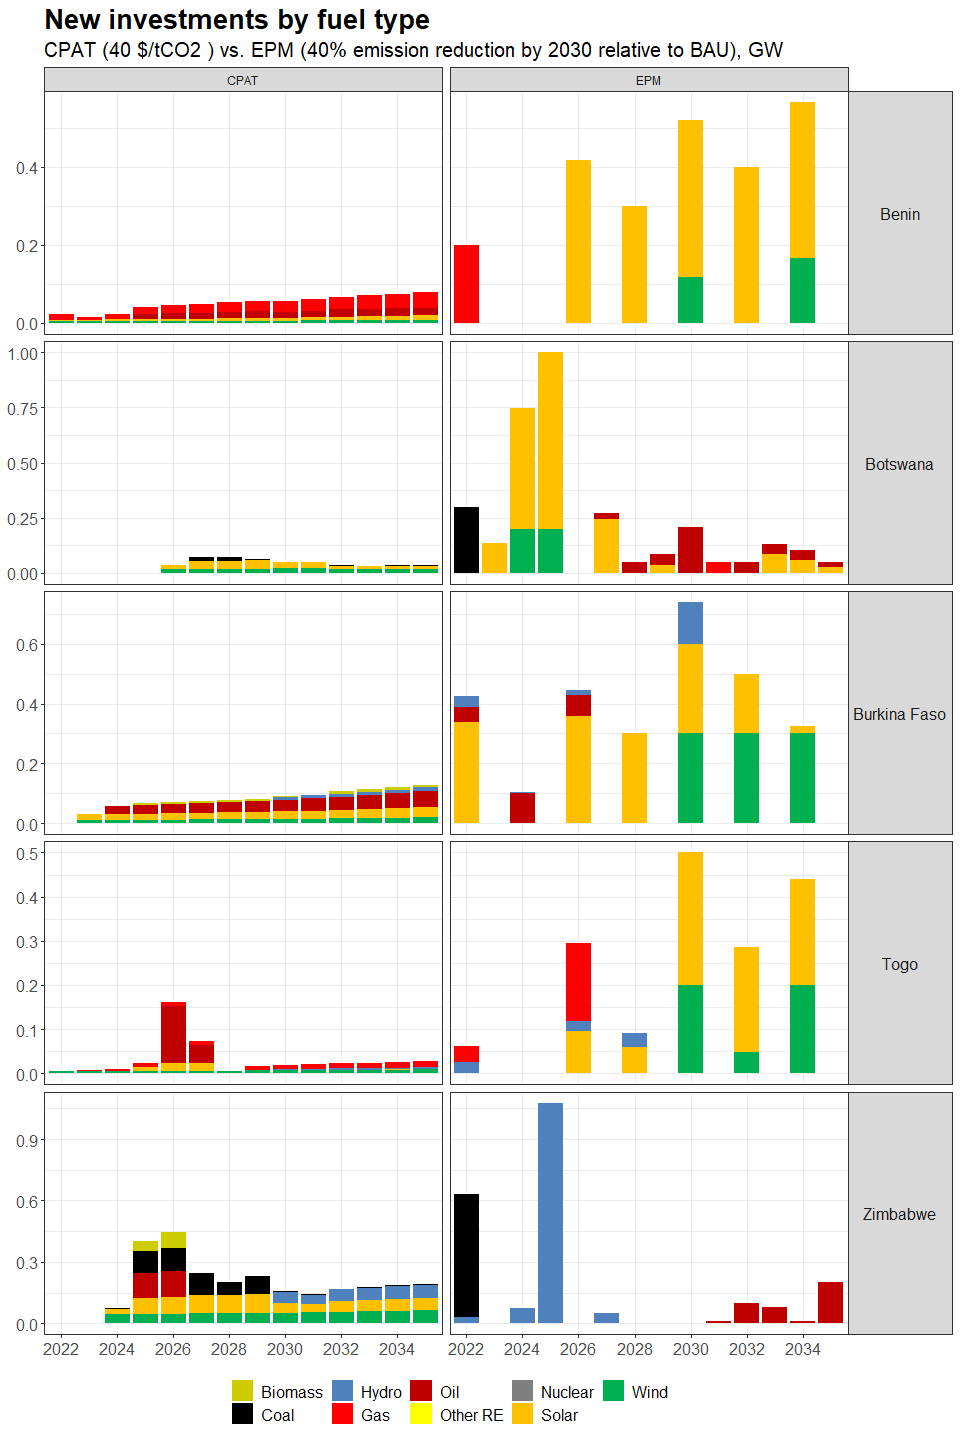 New investments by fuel type
CPAT (40 $/tCO2 ) vs. EPM (40% emission reduction by 2030 relative to BAU), GW
CPAT
EPM
0.4
0.2
0.0
Benin
1.00
0.75
0.50
0.25
0.00
Botswana
0.6
0.4
0.2
0.0
Burkina Faso
0.5
0.4
0.3
0.2
0.1
0.0
Togo
0.9
0.6
0.3
0.0
Zimbabwe
2022 2024 2026 2028 2030 2032 2034
2022 2024 2026 2028 2030 2032 2034
Biomass Hydro Oil Nuclear Wind
Coal Gas Other RE Solar